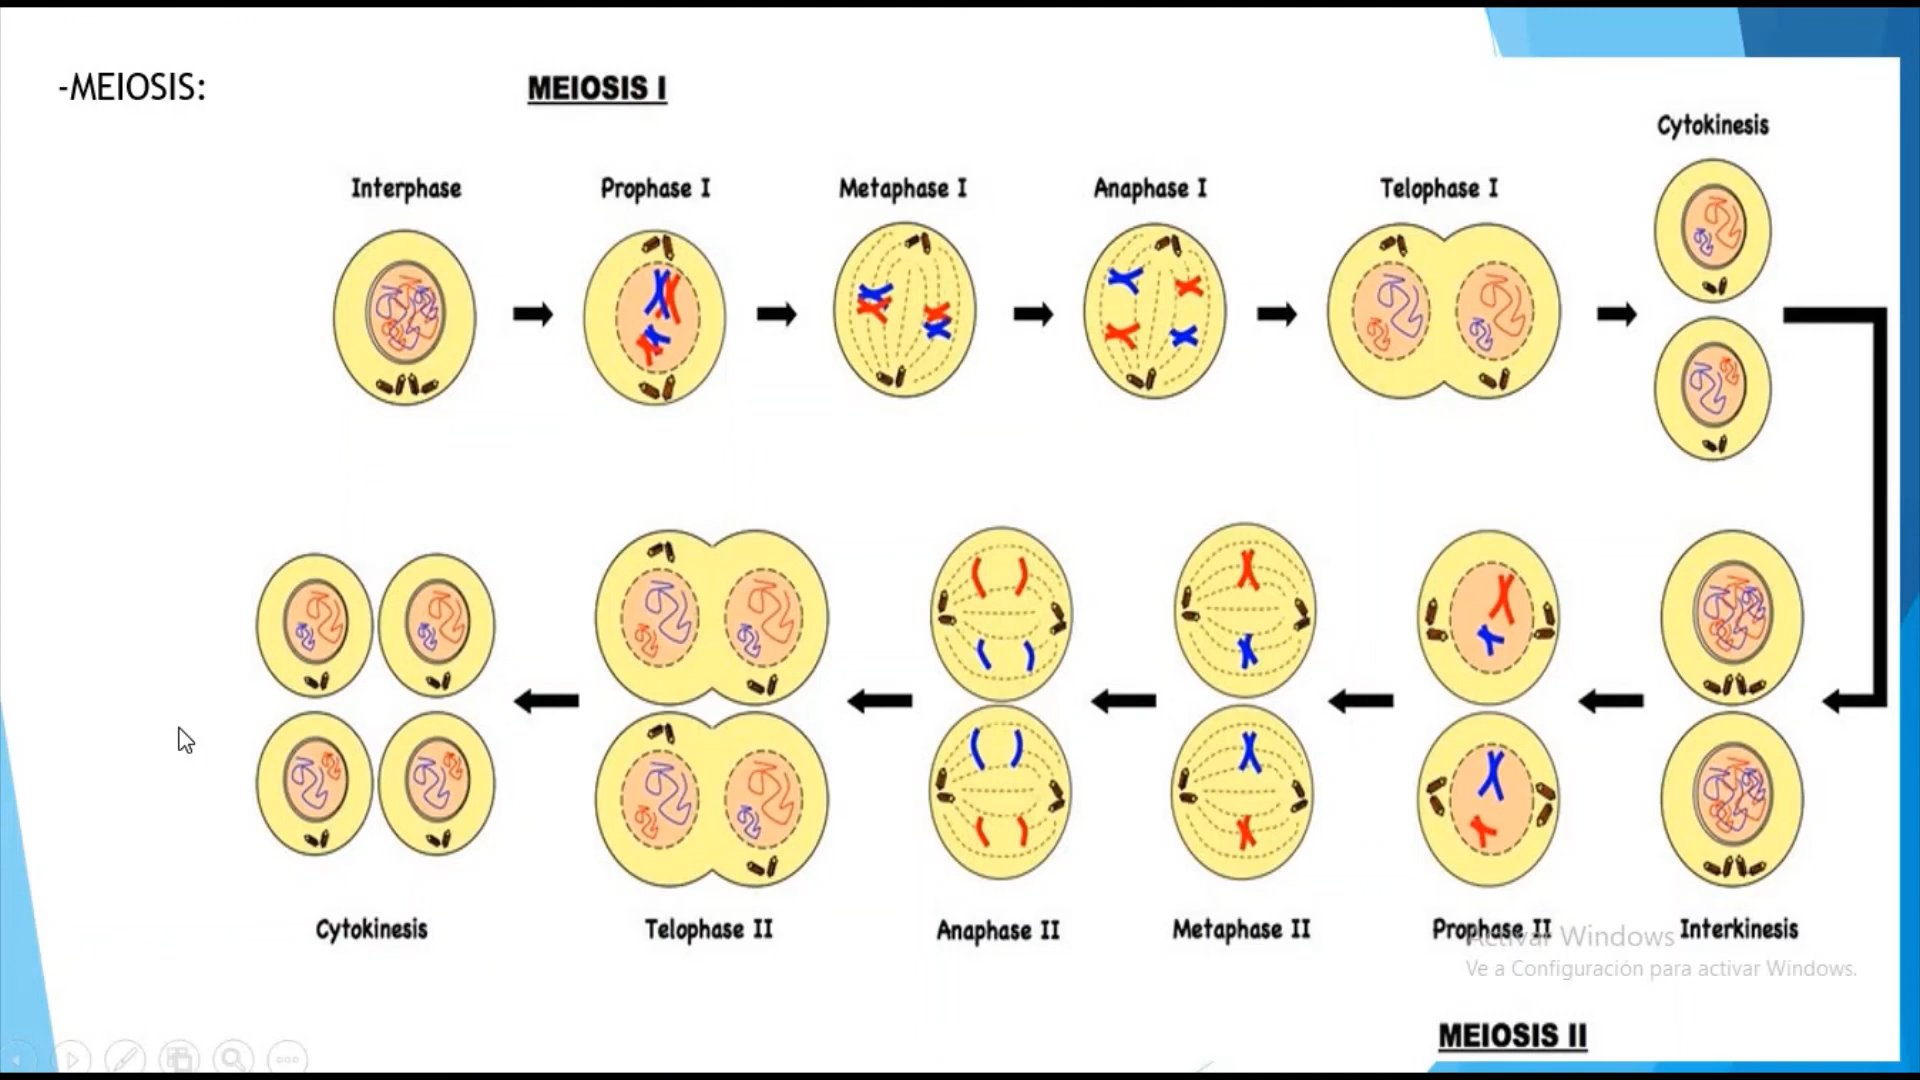 -MEIOSIS:
MEIOSIS I
Cytokinesis
Interphase
Prophase I
Metaphase I
Anaphase I
Telophase I
Cytokinesis
Telophase II
Anaphase II
Metaphase II
Prophase II
Interkinesis
Activar Windows
Ve a Configuración para activar Windows.
MEIOSIS II